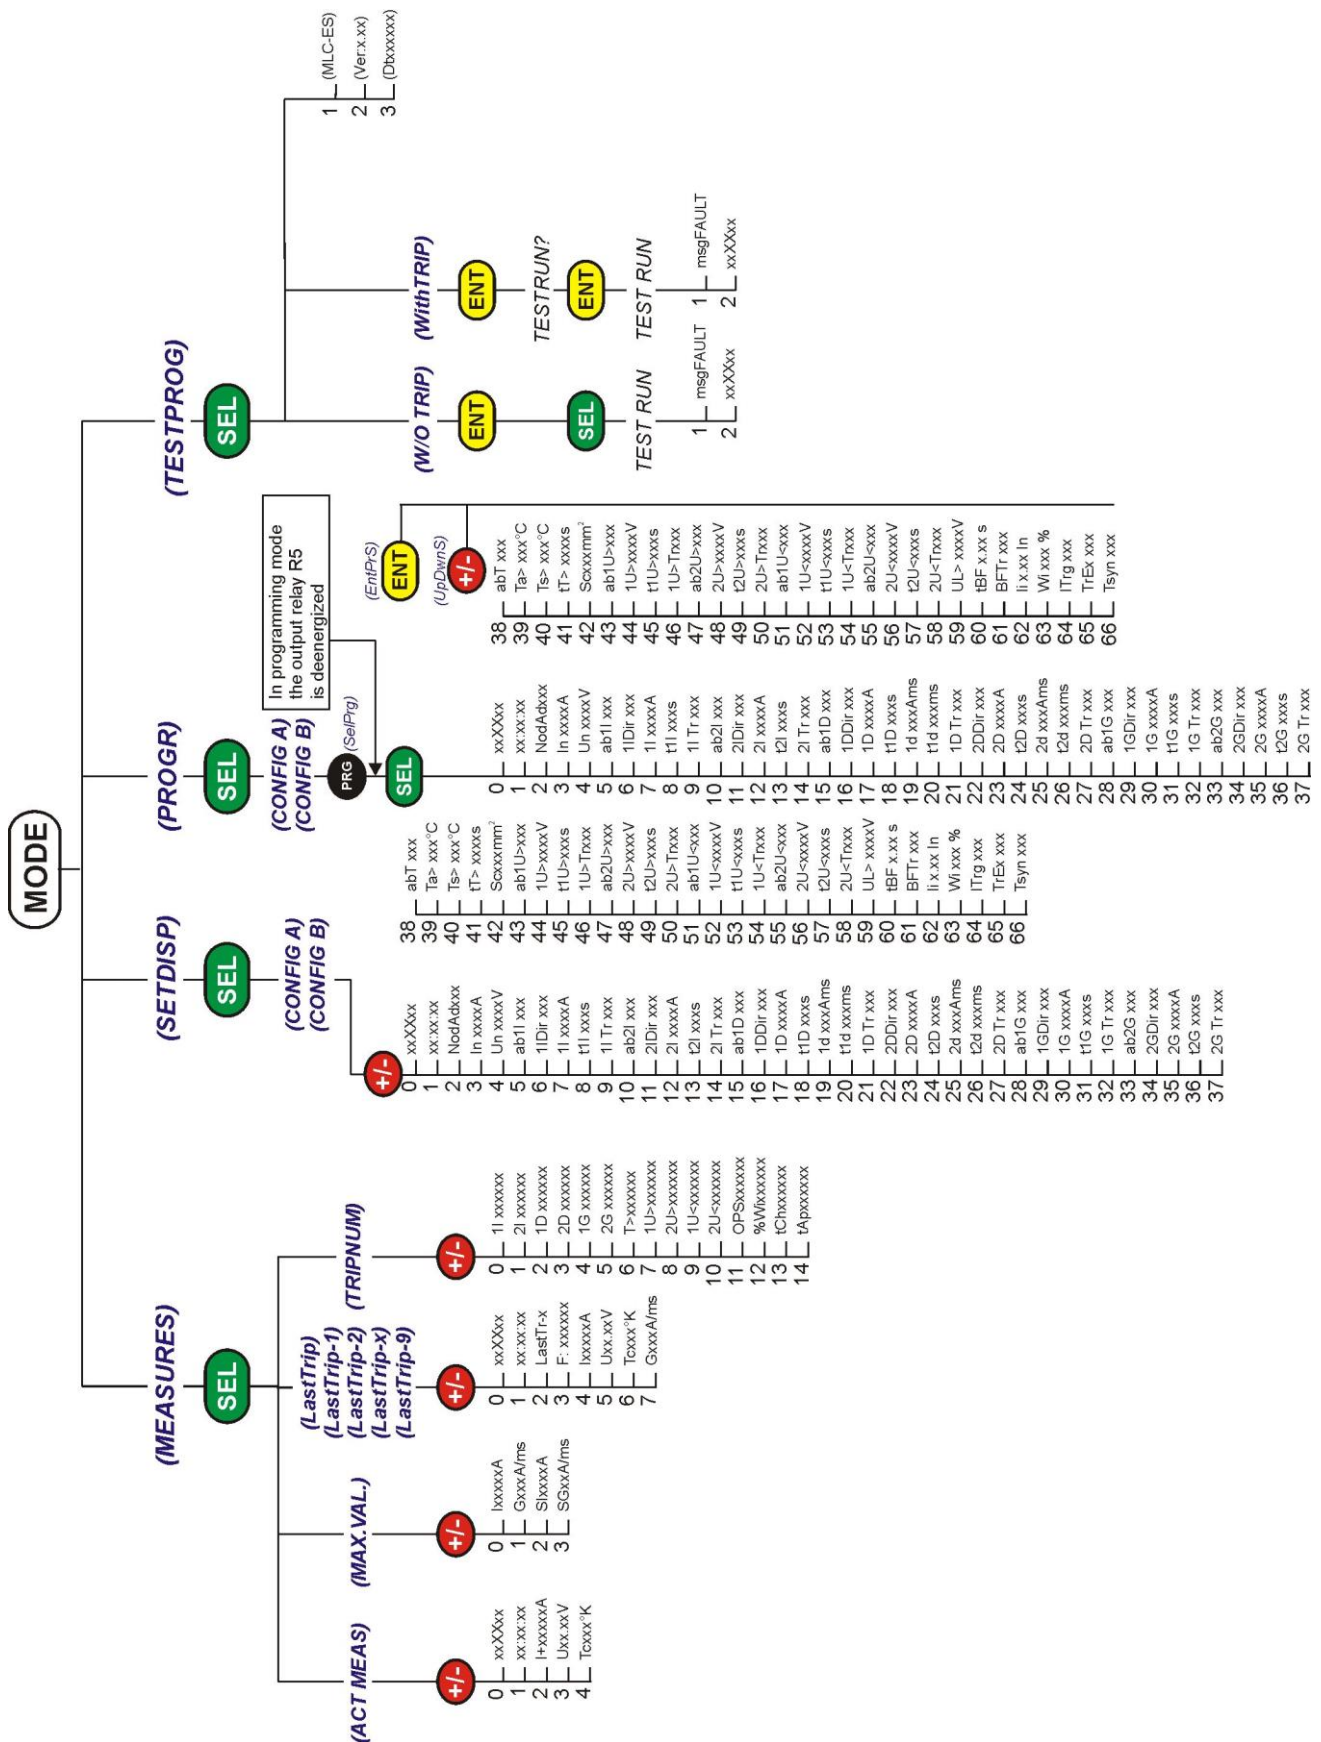 MODE
(MEASURES)
SEL
(ACT MEAS)
+/-
0 xxXXxx
1 xx:xx:xx
2 I+xxxxxA
3 Uxx.xxV
4 Tcxxx°K
(MAX.VAL.)
+/-
0 IxxxxxA
1 GxxxA/ms
2 SIxxxxA
3 SGxxA/ms
(LastTrip)
(LastTrip-1)
(LastTrip-2)
(LastTrip-x)
(LastTrip-9)
+/-
0 xxXXxx
1 xx:xx:xx
2 LastTr-x
3 F: xxxxxx
4 IxxxxxA
5 Uxx.xxV
6 Tcxxx°K
7 GxxxA/ms
(TRIPNUM)
+/-
0 1I xxxxxx
1 2I xxxxxx
2 1D xxxxxx
3 2D xxxxxx
4 1G xxxxxx
5 2G xxxxxx
6 T>xxxxxx
7 1U>xxxxxx
8 2U>xxxxxx
9 1U<xxxxxx
10 2U<xxxxxx
11 OPSxxxxxx
12 %Wixxxxxx
13 tChxxxxxx
14 tApxxxxxx
(SETDISP)
SEL
(CONFIG A)
(CONFIG B)
+/-
0 xxXXxx
1 xx:xx:xx
2 NodAdxxx
3 In xxxxA
4 Un xxxxV
5 ab1I xxx
6 1IDir xxx
7 1I xxxxA
8 t1I xxxs
9 1I Tr xxx
10 ab2I xxx
11 2IDir xxx
12 2I xxxxA
13 t2I xxxs
14 2I Tr xxx
15 ab1D xxx
16 1DDir xxx
17 1D xxxxA
18 t1D xxxs
19 1d xxxAms
20 t1d xxxms
21 1D Tr xxx
22 2DDir xxx
23 2D xxxxA
24 t2D xxxs
25 2d xxxAms
26 t2d xxxms
27 2D Tr xxx
28 ab1G xxx
29 1GDir xxx
30 1G xxxxA
31 t1G xxxs
32 1G Tr xxx
33 ab2G xxx
34 2GDir xxx
35 2G xxxxA
36 t2G xxxs
37 2G Tr xxx
38 abT xxx
39 Ta> xxx°C
40 Ts> xxx°C
41 tT> xxxxs
42 Scxxxmm²
43 ab1U>xxx
44 1U>xxxxV
45 t1U>xxxs
46 1U>Trxxx
47 ab2U>xxx
48 2U>xxxxV
49 t2U>xxxs
50 2U>Trxxx
51 ab1U<xxx
52 1U<xxxxV
53 t1U<xxxs
54 1U<Trxxx
55 ab2U<xxx
56 2U<xxxxV
57 t2U<xxxs
58 2U<Trxxx
59 UL> xxxxV
60 tBF x.xx s
61 BFTr xxx
62 Ii x.xx In
63 Wi xxx %
64 ITrg xxx
65 TrEx xxx
66 Tsyn xxx
(PROGR)
SEL
(CONFIG A)
(CONFIG B)
PRG
(SelPrg)
In programming mode
the output relay R5
is deenergized
SEL
0 xxXXxx
1 xx:xx:xx
2 NodAdxxx
3 In xxxxA
4 Un xxxxV
5 ab1I xxx
6 1IDir xxx
7 1I xxxxA
8 t1I xxxs
9 1I Tr xxx
10 ab2I xxx
11 2IDir xxx
12 2I xxxxA
13 t2I xxxs
14 2I Tr xxx
15 ab1D xxx
16 1DDir xxx
17 1D xxxxA
18 t1D xxxs
19 1d xxxAms
20 t1d xxxms
21 1D Tr xxx
22 2DDir xxx
23 2D xxxxA
24 t2D xxxs
25 2d xxxAms
26 t2d xxxms
27 2D Tr xxx
28 ab1G xxx
29 1GDir xxx
30 1G xxxxA
31 t1G xxxs
32 1G Tr xxx
33 ab2G xxx
34 2GDir xxx
35 2G xxxxA
36 t2G xxxs
37 2G Tr xxx
(EntPrS)
ENT
(UpDwnS)
+/-
38 abT xxx
39 Ta> xxx°C
40 Ts> xxx°C
41 tT> xxxxs
42 Scxxxmm²
43 ab1U>xxx
44 1U>xxxxV
45 t1U>xxxs
46 1U>Trxxx
47 ab2U>xxx
48 2U>xxxxV
49 t2U>xxxs
50 2U>Trxxx
51 ab1U<xxx
52 1U<xxxxV
53 t1U<xxxs
54 1U<Trxxx
55 ab2U<xxx
56 2U<xxxxV
57 t2U<xxxs
58 2U<Trxxx
59 UL> xxxxV
60 tBF x.xx s
61 BFTr xxx
62 Ii x.xx In
63 Wi xxx %
64 ITrg xxx
65 TrEx xxx
66 Tsyn xxx
(TESTPROG)
SEL
(W/O TRIP)
ENT
SEL
TEST RUN
1 msgFAULT
2 xxXXxx
(WithTRIP)
ENT
TESTRUN?
ENT
TEST RUN
1 msgFAULT
2 xxXXxx
1 (MLC-ES)
2 (Ver.x.xx)
3 (Dtxxxxxx)